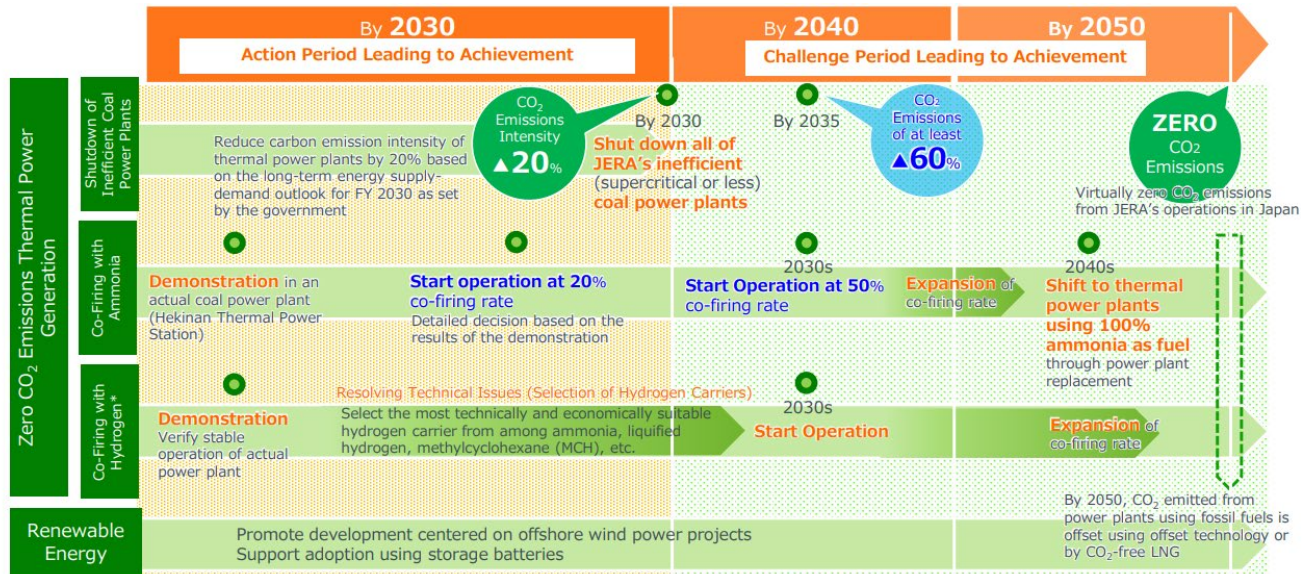 By 2030
Action Period Leading to Achievement
By 2040
By 2050
Challenge Period Leading to Achievement
Zero CO₂ Emissions Thermal Power
Generation
Shutdown of
Inefficient Coal
Power Plants
Reduce carbon emission intensity of
thermal power plants by 20% based
on the long-term energy supply-
demand outlook for FY 2030 as set
by the government
CO₂
Emissions
Intensity
▲20%
By 2030
Shut down all of
JERA's inefficient
(supercritical or less)
coal power plants
By 2035
CO₂
Emissions
of at least
▲60%
ZERO
CO₂
Emissions
Virtually zero CO₂ emissions
from JERA's operations in Japan
Co-Firing with
Ammonia
Demonstration in an
actual coal power plant
(Hekinan Thermal Power
Station)
Start operation at 20%
co-firing rate
Detailed decision based on the
results of the demonstration
2030s
Start Operation at 50%
co-firing rate
Expansion of
co-firing rate
2040s
Shift to thermal
power plants
using 100%
ammonia as fuel
through power plant
replacement
Co-Firing with
Hydrogen*
Demonstration
Verify stable
operation of actual
power plant
Resolving Technical Issues (Selection of Hydrogen Carriers)
Select the most technically and economically suitable
hydrogen carrier from among ammonia, liquified
hydrogen, methylcyclohexane (MCH), etc.
2030s
Start Operation
Expansion of
co-firing rate
By 2050, CO₂ emitted from
power plants using fossil fuels is
offset using offset technology or
by CO₂-free LNG
Renewable
Energy
Promote development centered on offshore wind power projects
Support adoption using storage batteries